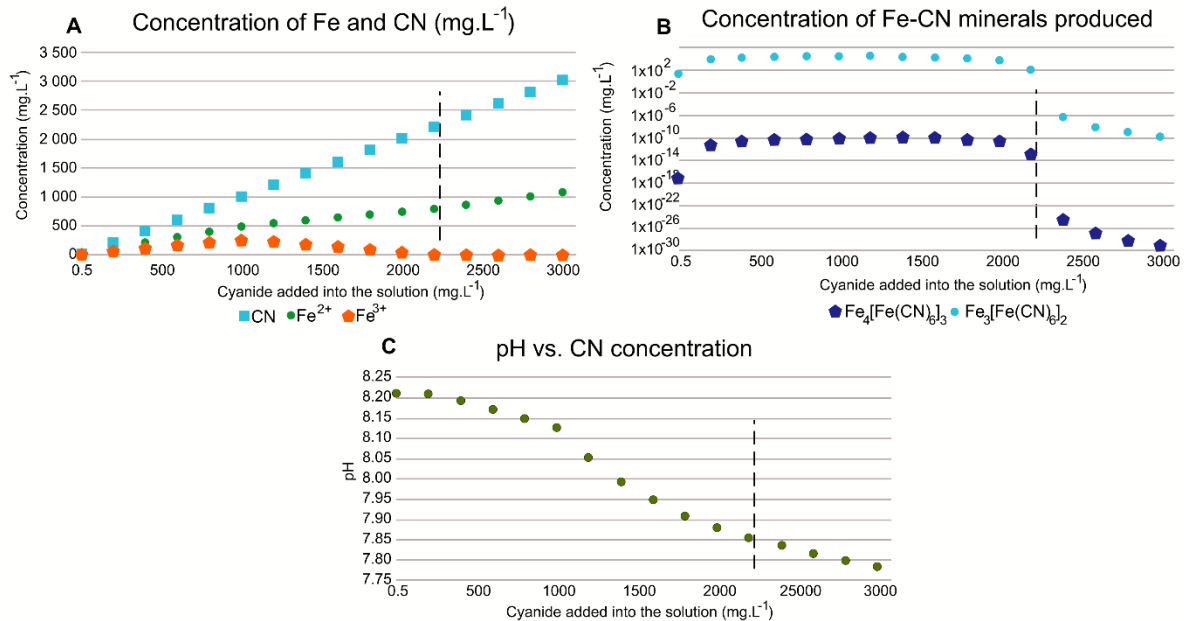 A Concentration of Fe and CN (mg.L⁻¹)
Concentration (mg.L⁻¹)
3 500
3 000
2 500
2 000
1 500
1 000
500
0
0.5 500 1000 1500 2000 2500 3000
Cyanide added into the solution (mg.L⁻¹)
CN Fe²⁺ Fe³⁺
B Concentration of Fe-CN minerals produced
Concentration (mg.L⁻¹)
1x10²
1x10⁻²
1x10⁻⁶
1x10⁻¹⁰
1x10⁻¹⁴
1x10⁻¹⁸
1x10⁻²²
1x10⁻²⁶
1x10⁻³⁰
0.5 500 1000 1500 2000 2500 3000
Cyanide added into the solution (mg.L⁻¹)
Fe₄[Fe(CN)₆]₃ Fe₃[Fe(CN)₆]₂
C pH vs. CN concentration
pH
8.25
8.20
8.15
8.10
8.05
8.00
7.95
7.90
7.85
7.80
7.75
0.5 500 1000 1500 2000 25000 3000
Cyanide added into the solution (mg.L⁻¹)